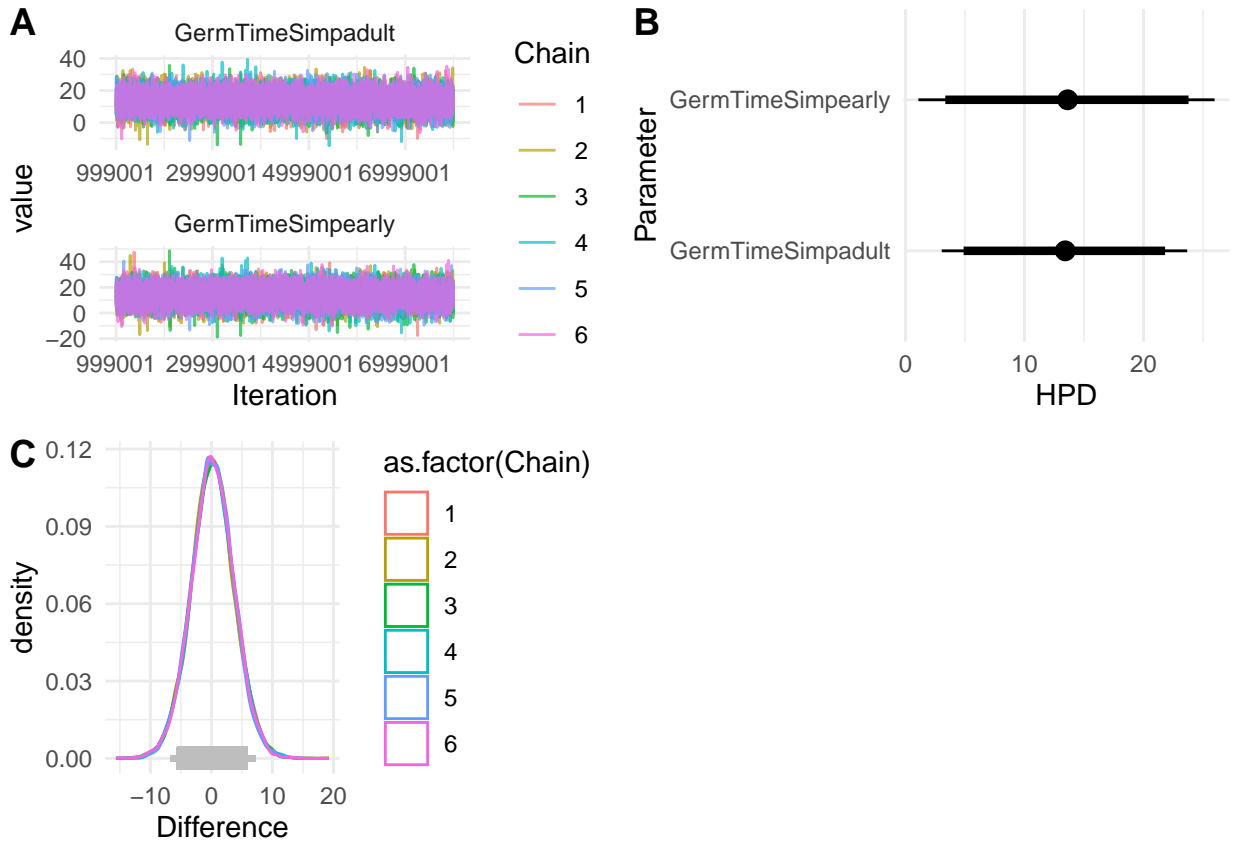 A
GermTimeSimpadult
40
20
0
999001 2999001 4999001 6999001
GermTimeSimpearly
40
20
0
−20
999001 2999001 4999001 6999001
value
Iteration
Chain
1
2
3
4
5
6
B
Parameter
GermTimeSimpearly
GermTimeSimpadult
0 10 20
HPD
C
density
0.12
0.09
0.06
0.03
0.00
−10 0 10 20
Difference
as.factor(Chain)
1
2
3
4
5
6